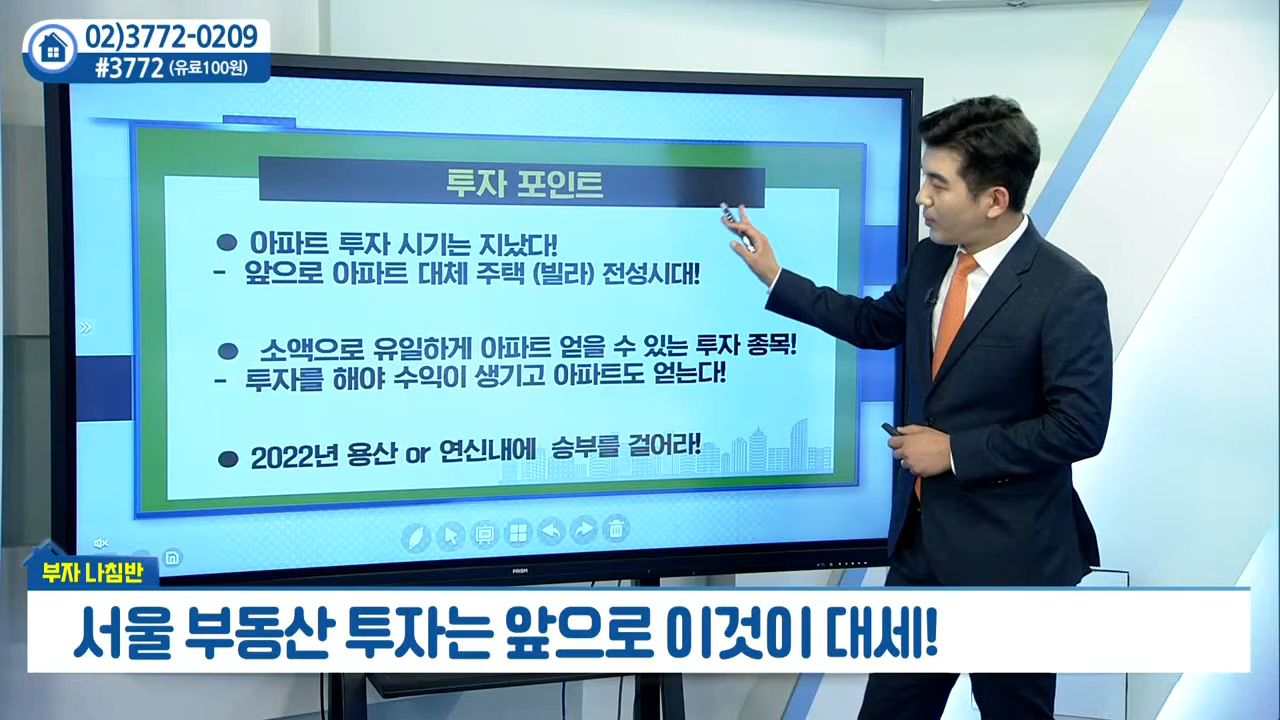 02)3772-0209
#3772 (유료100원)
투자 포인트
● 아파트 투자 시기는 지났다!
- 앞으로 아파트 대체 주택 (빌라) 전성시대!
● 소액으로 유일하게 아파트 얻을 수 있는 투자 종목!
- 투자를 해야 수익이 생기고 아파트도 얻는다!
● 2022년 용산 or 연신내에 승부를 걸어라!
PRISM
부자 나침반
서울 부동산 투자는 앞으로 이것이 대세!